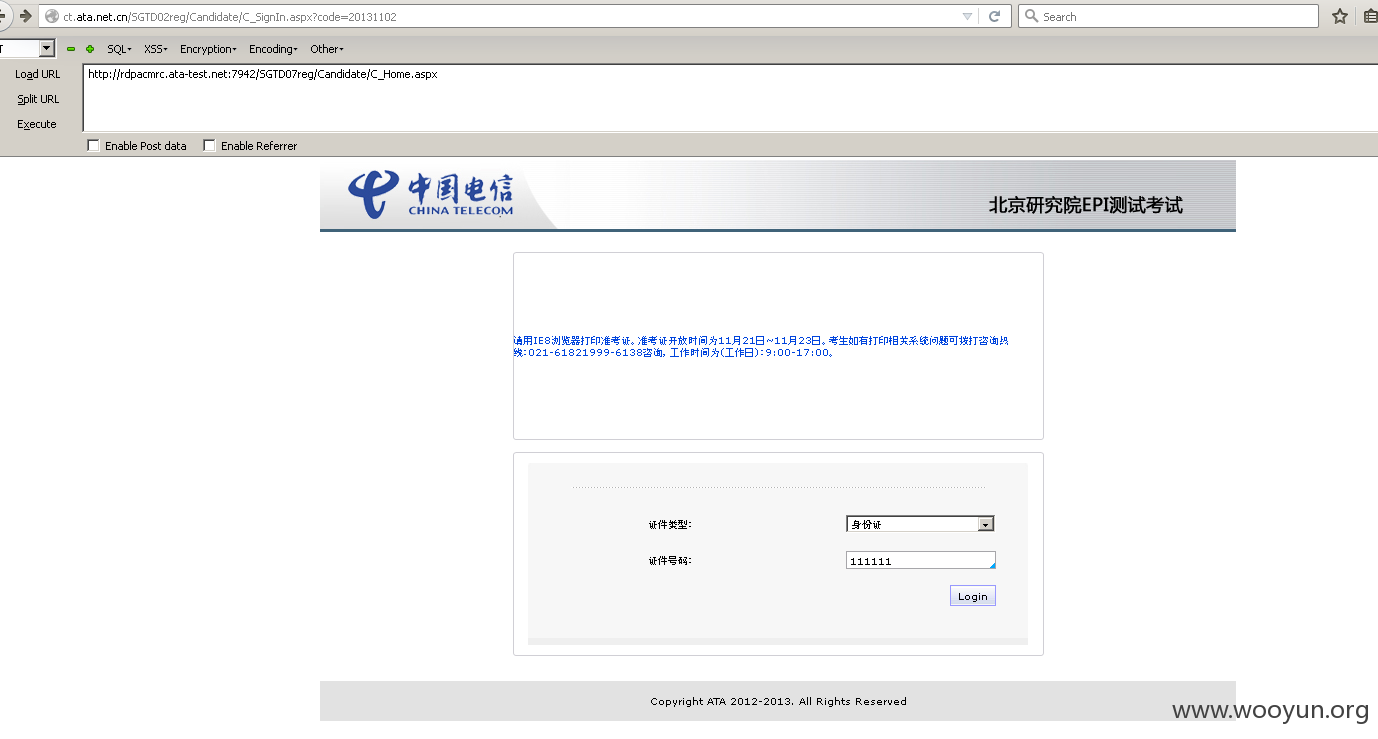 ct.ata.net.cn/SGTD02reg/Candidate/C_SignIn.aspx?code=20131102
Search
T
SQL▾ XSS▾ Encryption▾ Encoding▾ Other▾
Load URL
http://rdpacmrc.ata-test.net:7942/SGTD07reg/Candidate/C_Home.aspx
Split URL
Execute
Enable Post data
Enable Referrer
中国电信
CHINA TELECOM
北京研究院EPI测试考试
请用IE8浏览器打印准考证。准考证开放时间为11月21日~11月23日。考生如有打印相关系统问题可拨打咨询热
线:021-61821999-6138咨询, 工作时间为(工作日):9:00-17:00。
证件类型:
身份证
证件号码:
111111
Login
Copyright ATA 2012-2013. All Rights Reserved
www.wooyun.org